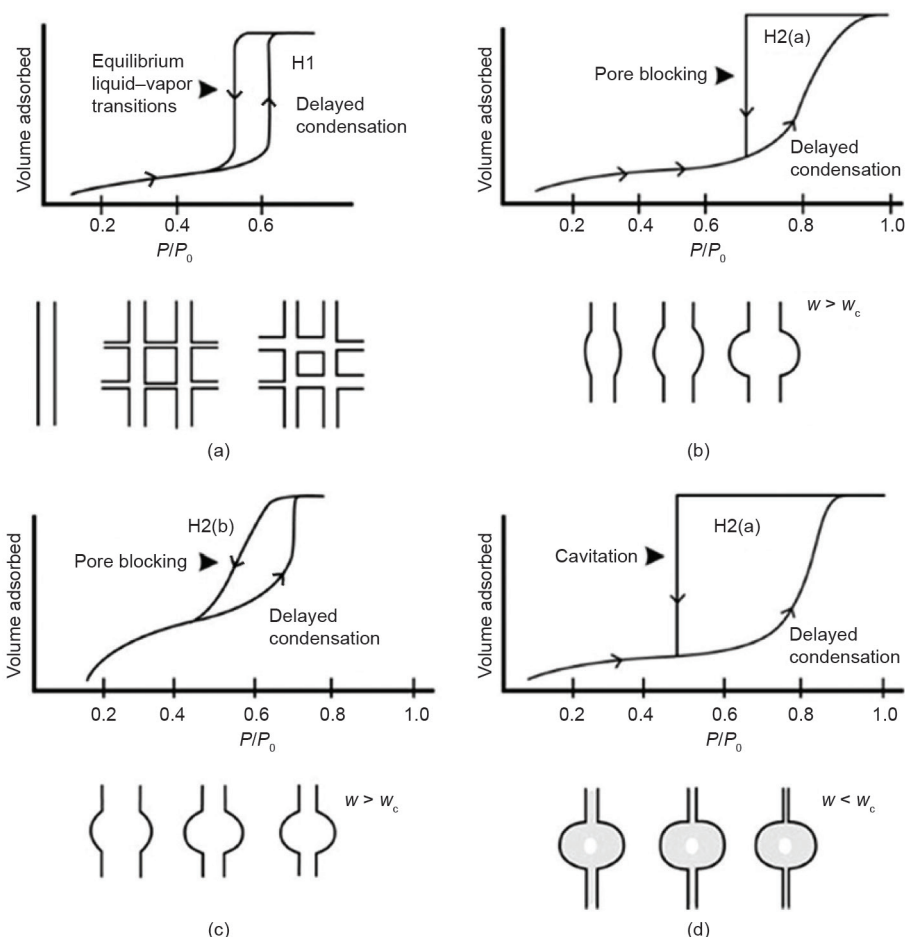 Volume adsorbed
Equilibrium
liquid–vapor
transitions
H1
Delayed
condensation
0.2
0.4
0.6
P/P0
(a)
Volume adsorbed
H2(a)
Pore blocking
Delayed
condensation
0.2
0.4
0.6
0.8
1.0
P/P0
w > wc
(b)
Volume adsorbed
H2(b)
Pore blocking
Delayed
condensation
0.2
0.4
0.6
0.8
1.0
P/P0
w > wc
(c)
Volume adsorbed
H2(a)
Cavitation
Delayed
condensation
0.2
0.4
0.6
0.8
1.0
P/P0
w < wc
(d)